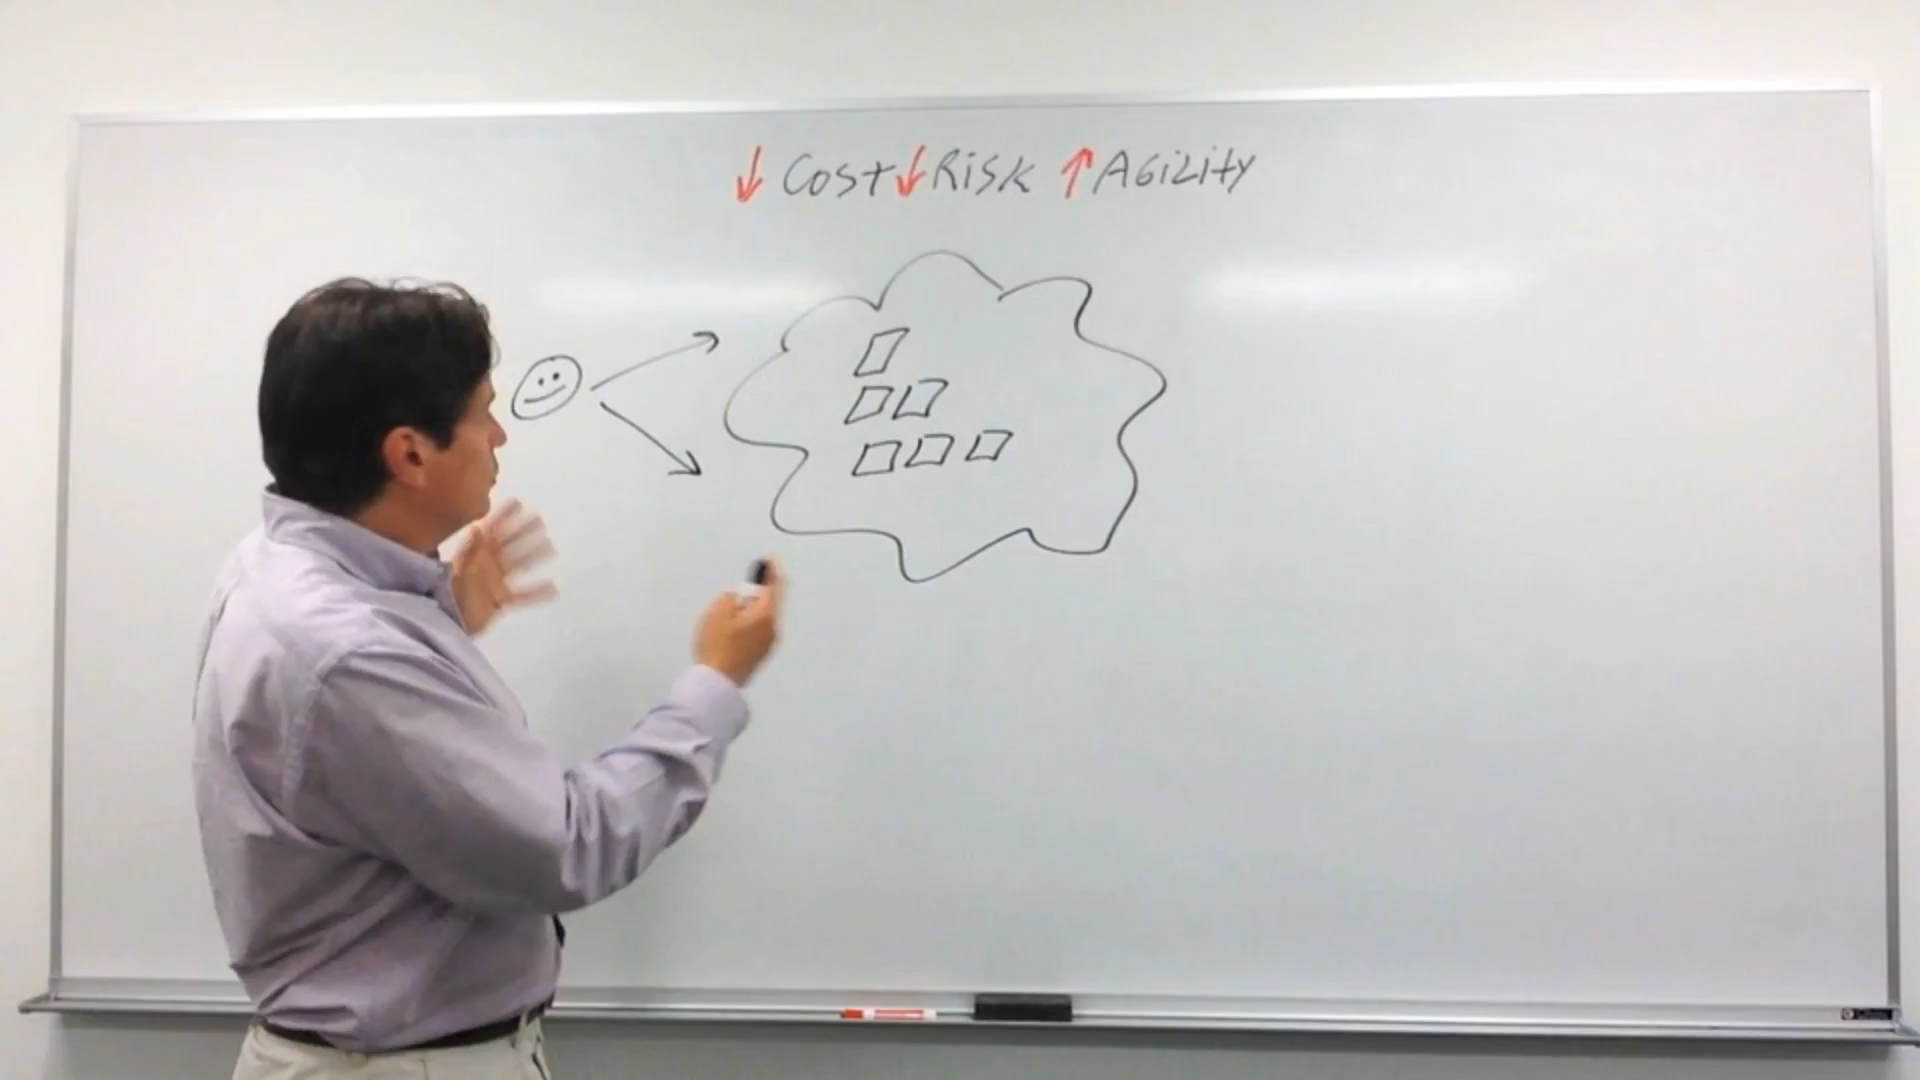 ↓ Cost ↓ Risk ↑ Agility